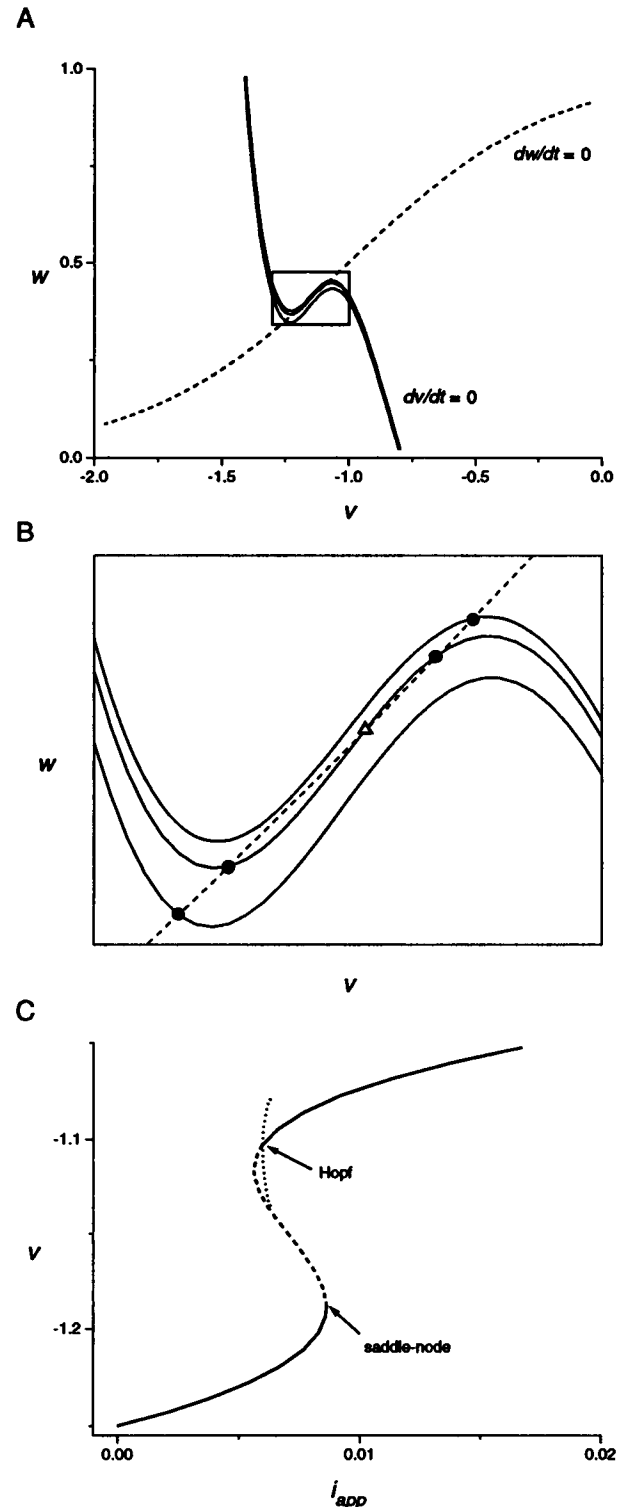 A
1.0
dw/dt = 0
w
0.5
dv/dt = 0
0.0
-2.0 -1.5 -1.0 -0.5 0.0
v
B
w
v
C
-1.1
Hopf
v
-1.2
saddle-node
0.00 0.01 0.02
i_app